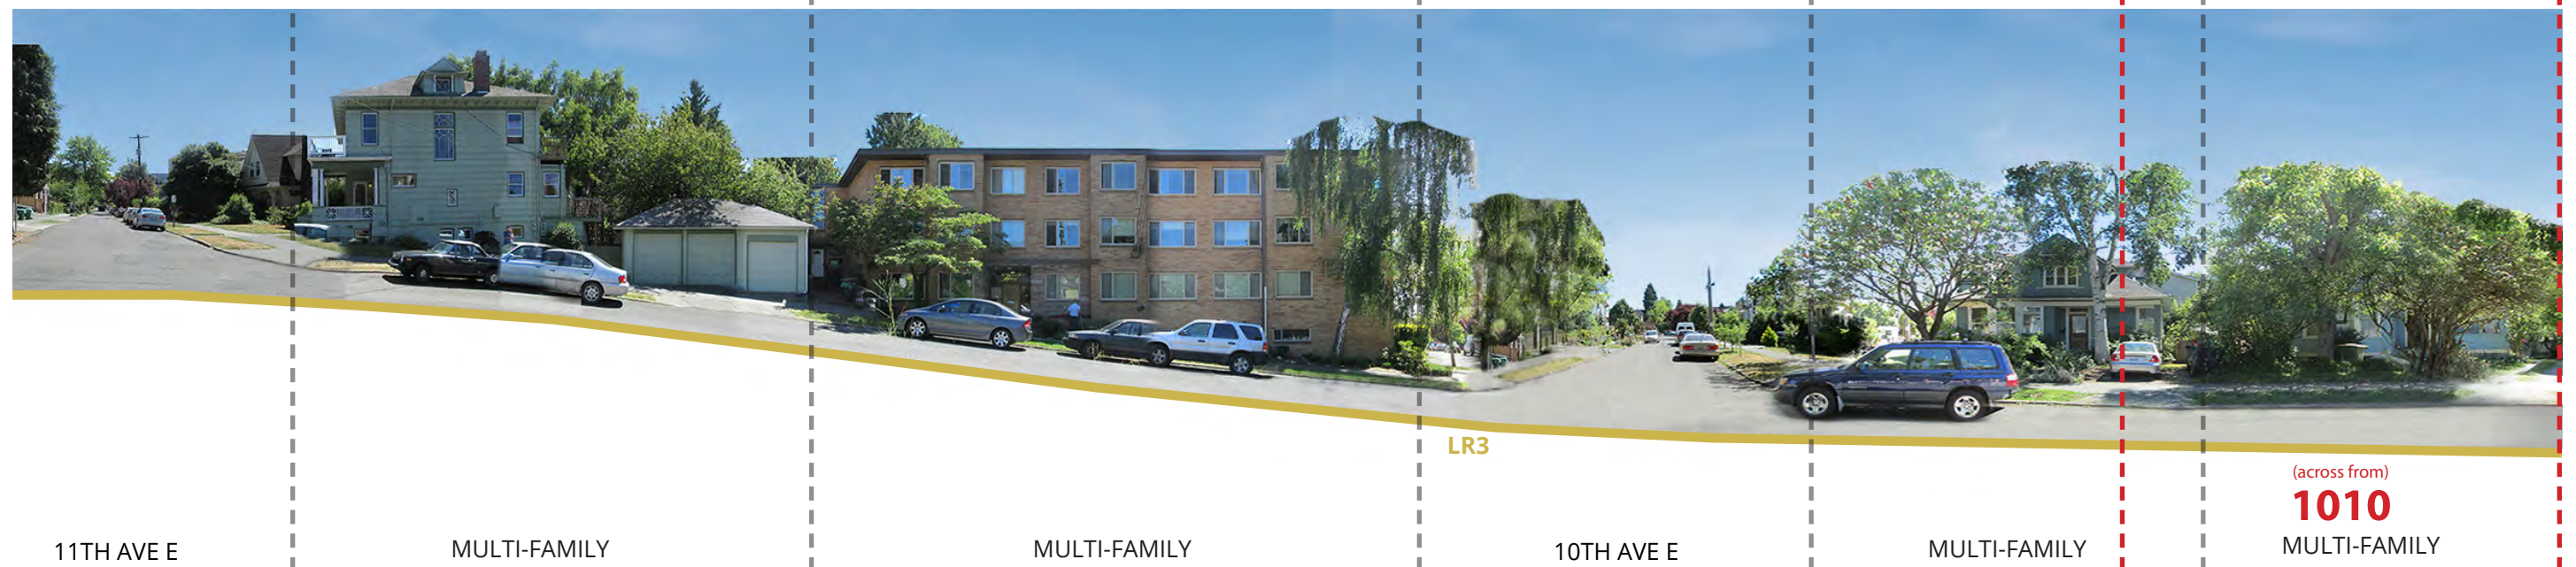 LR3
(across from)
1010
11TH AVE E
MULTI-FAMILY
MULTI-FAMILY
10TH AVE E
MULTI-FAMILY
MULTI-FAMILY